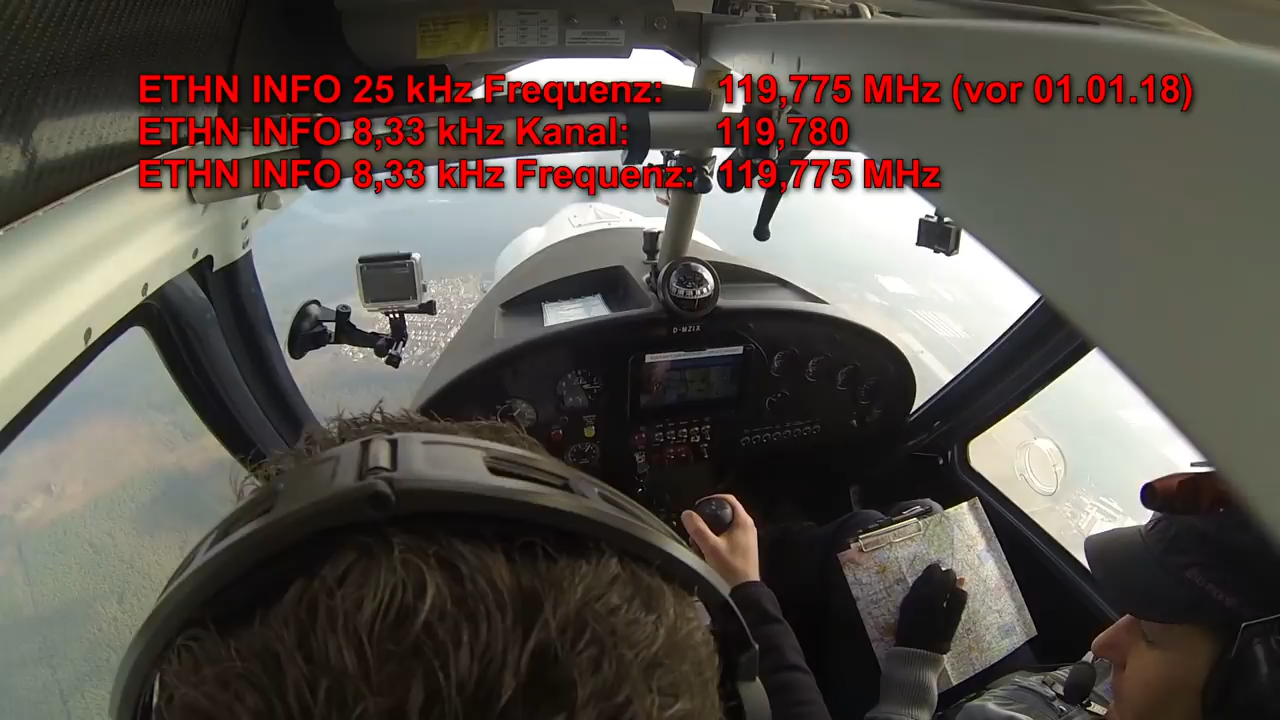 ETHN INFO 25 kHz Frequenz: 119,775 MHz (vor 01.01.18)
ETHN INFO 8,33 kHz Kanal: 119,780
ETHN INFO 8,33 kHz Frequenz: 119,775 MHz
D-MZIX